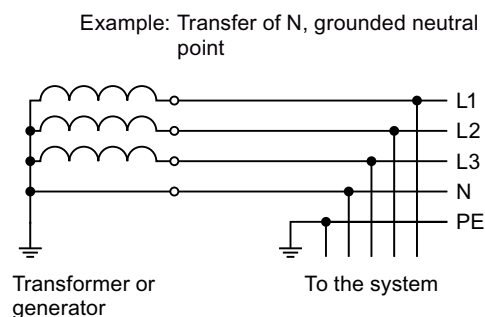 Example: Transfer of N, grounded neutral
point
L1
L2
L3
N
PE
Transformer or
generator
To the system